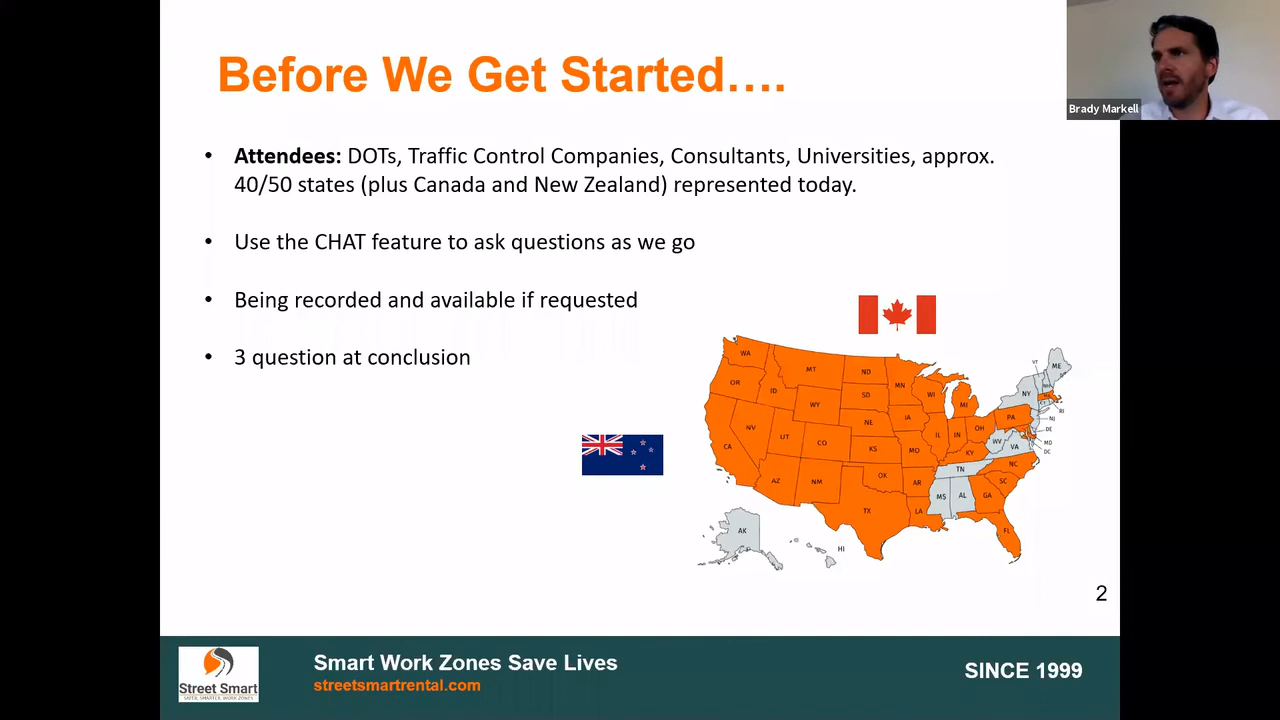 Before We Get Started....
Brady Markell
• Attendees: DOTs, Traffic Control Companies, Consultants, Universities, approx.
40/50 states (plus Canada and New Zealand) represented today.
• Use the CHAT feature to ask questions as we go
• Being recorded and available if requested
• 3 question at conclusion
WA
MT
ND
MN
VT
ME
OR
ID
SD
WI
MI
NY
NH
MA
WY
CT
RI
NV
NE
IA
PA
NJ
UT
CO
IL
IN
OH
DE
CA
KS
MO
KY
WV
VA
MD
DC
AZ
NM
OK
AR
TN
NC
TX
LA
MS
AL
GA
SC
AK
HI
FL
2
Street Smart
SAFER. SMARTER. WORK ZONES
Smart Work Zones Save Lives
streetsmartrental.com
SINCE 1999